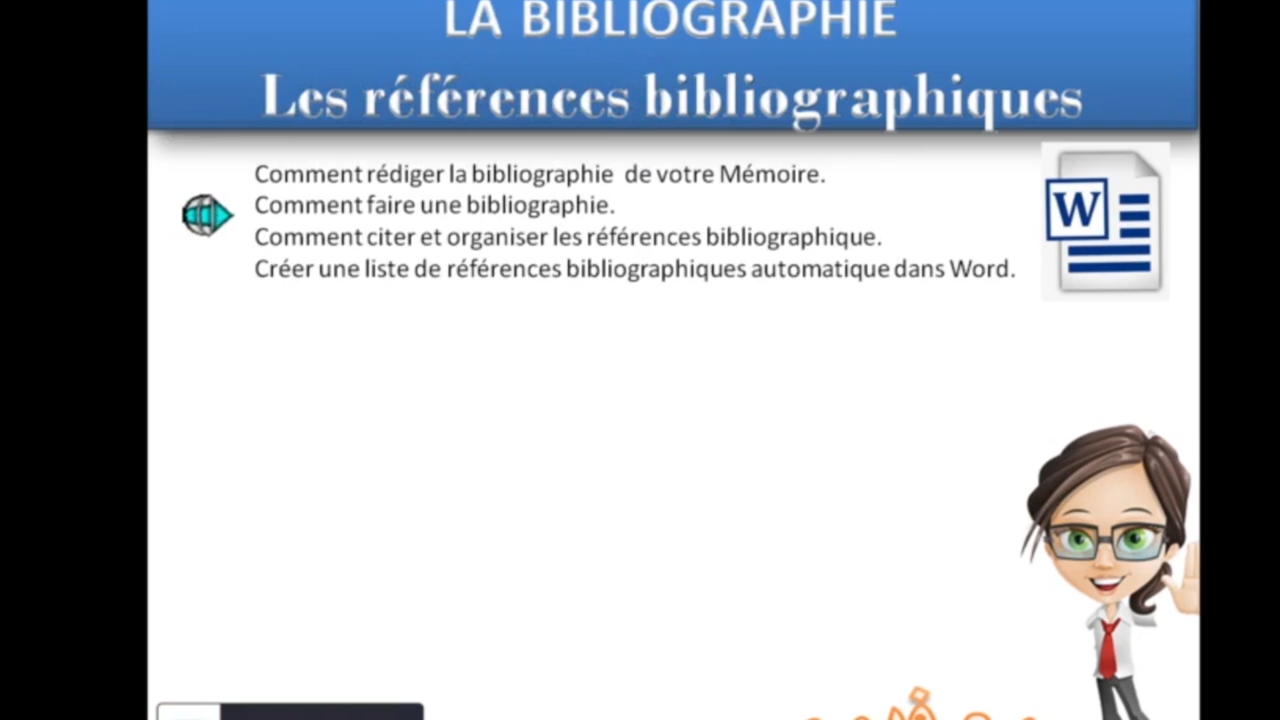 LA BIBLIOGRAPHIE
Les références bibliographiques
Comment rédiger la bibliographie de votre Mémoire.
Comment faire une bibliographie.
Comment citer et organiser les références bibliographique.
Créer une liste de références bibliographiques automatique dans Word.
W